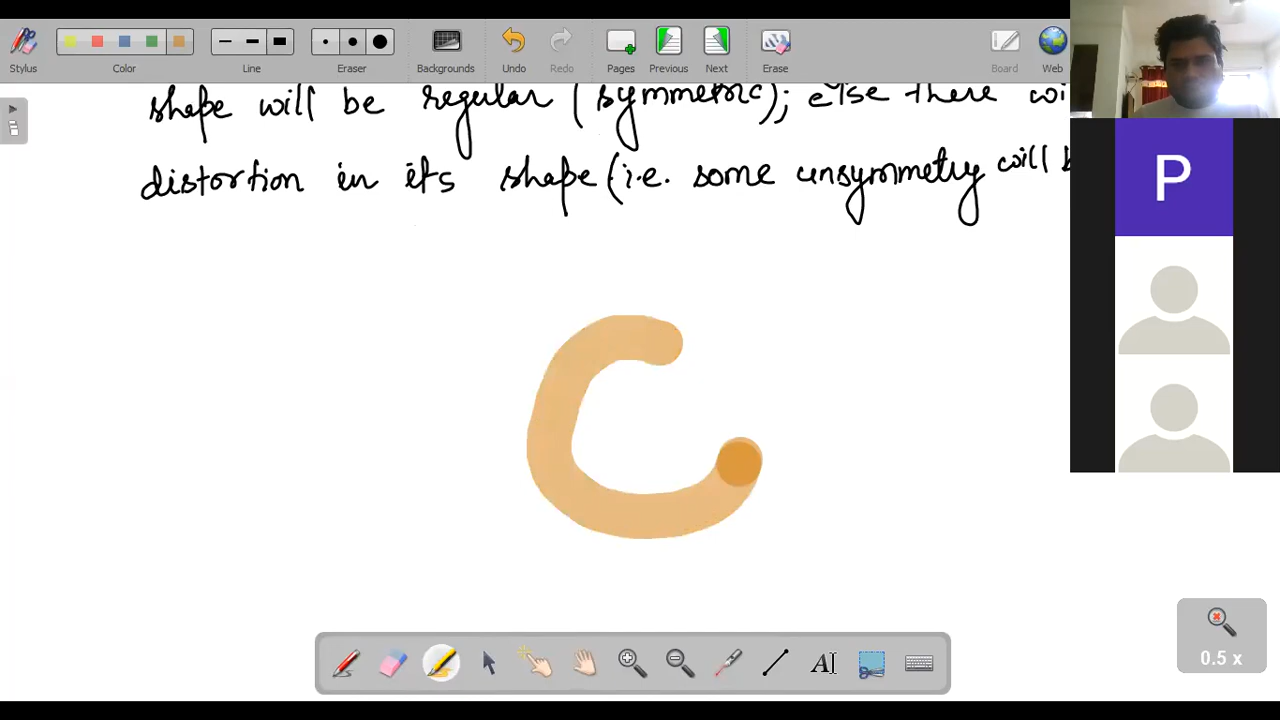 Stylus Color Line Eraser Backgrounds Undo Redo Pages Previous Next Erase Board Web
shape will be regular (symmetric); else there
distortion in its shape (i.e. some unsymmetry will
P
0.5 x